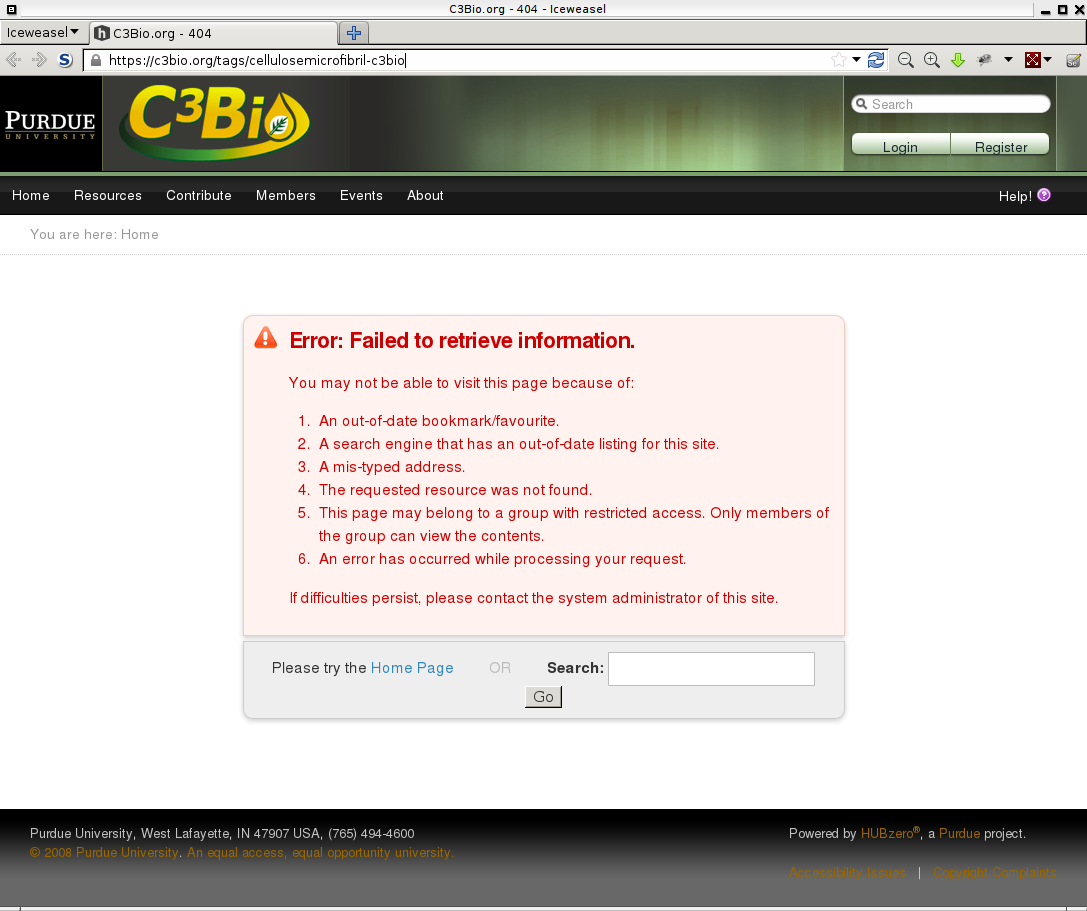 C3Bio.org - 404 - Iceweasel
Iceweasel
C3Bio.org - 404
https://c3bio.org/tags/cellulosemicrofibril-c3bio
PURDUE
UNIVERSITY
C3Bio
Search
Login Register
Home Resources Contribute Members Events About Help!
You are here: Home
Error: Failed to retrieve information.
You may not be able to visit this page because of:
1. An out-of-date bookmark/favourite.
2. A search engine that has an out-of-date listing for this site.
3. A mis-typed address.
4. The requested resource was not found.
5. This page may belong to a group with restricted access. Only members of
the group can view the contents.
6. An error has occurred while processing your request.
If difficulties persist, please contact the system administrator of this site.
Please try the Home Page OR Search:
Go
Purdue University, West Lafayette, IN 47907 USA, (765) 494-4600
© 2008 Purdue University. An equal access, equal opportunity university.
Powered by HUBzero®, a Purdue project.
Accessibility Issues | Copyright Complaints